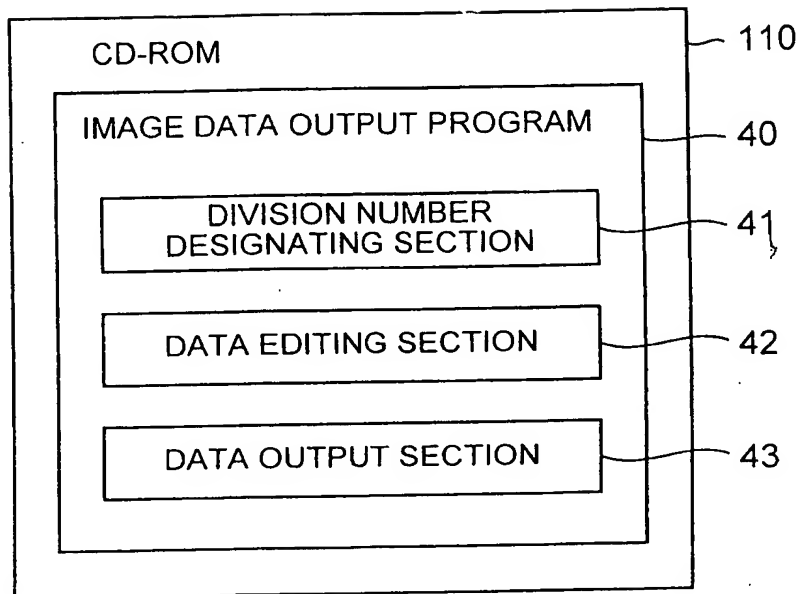 CD-ROM
110
IMAGE DATA OUTPUT PROGRAM
40
DIVISION NUMBER
DESIGNATING SECTION
41
DATA EDITING SECTION
42
DATA OUTPUT SECTION
43